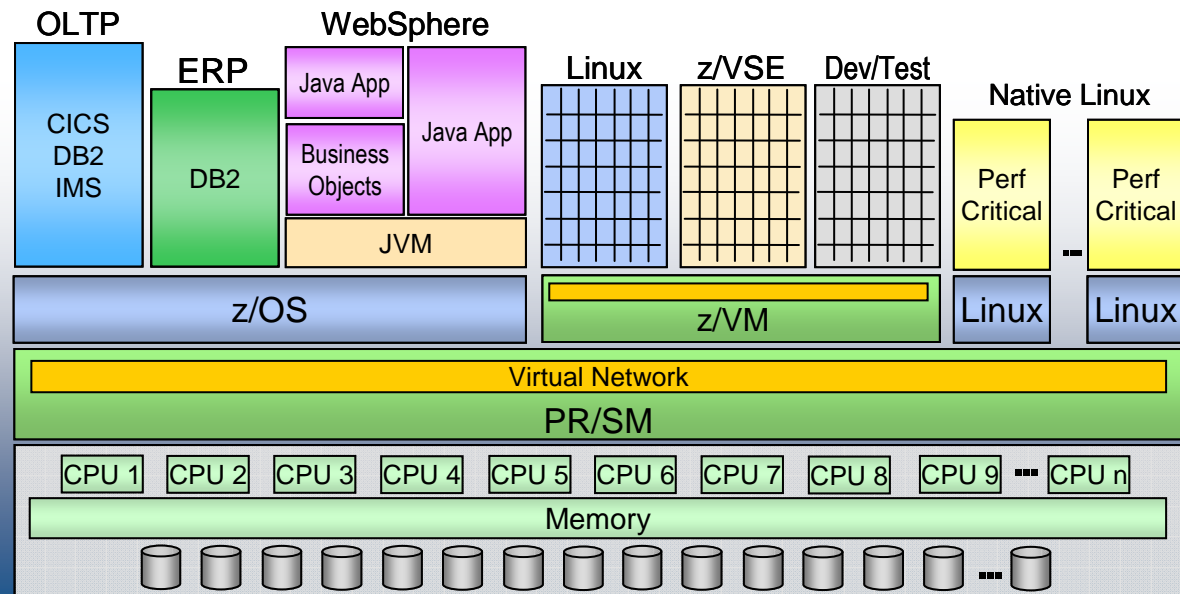 OLTP
WebSphere
ERP
Linux
z/VSE
Dev/Test
Native Linux
CICS
DB2
IMS
DB2
Java App
Business
Objects
Java App
JVM
Perf
Critical
...
Perf
Critical
z/OS
z/VM
Linux
Linux
Virtual Network
PR/SM
CPU 1
CPU 2
CPU 3
CPU 4
CPU 5
CPU 6
CPU 7
CPU 8
CPU 9
...
CPU n
Memory
...